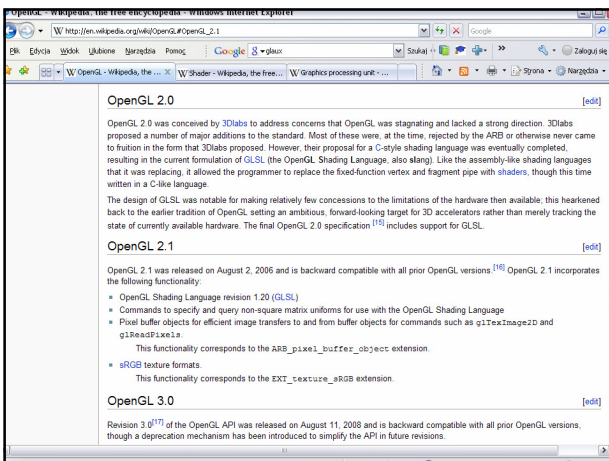 OpenGL - Wikipedia, the free encyclopedia - Windows Internet Explorer
http://en.wikipedia.org/wiki/OpenGL#OpenGL_2.1
Google
Plik Edycja Widok Ulubione Narzędzia Pomoc Google glaux Szukaj Zaloguj się
OpenGL - Wikipedia, the ... Shader - Wikipedia, the free... Graphics processing unit - ... Strona Narzędzia
OpenGL 2.0 [edit]
OpenGL 2.0 was conceived by 3Dlabs to address concerns that OpenGL was stagnating and lacked a strong direction. 3Dlabs
proposed a number of major additions to the standard. Most of these were, at the time, rejected by the ARB or otherwise never came
to fruition in the form that 3Dlabs proposed. However, their proposal for a C-style shading language was eventually completed,
resulting in the current formulation of GLSL (the OpenGL Shading Language, also slang). Like the assembly-like shading languages
that it was replacing, it allowed the programmer to replace the fixed-function vertex and fragment pipe with shaders, though this time
written in a C-like language.
The design of GLSL was notable for making relatively few concessions to the limitations of the hardware then available; this hearkened
back to the earlier tradition of OpenGL setting an ambitious, forward-looking target for 3D accelerators rather than merely tracking the
state of currently available hardware. The final OpenGL 2.0 specification [15] includes support for GLSL.
OpenGL 2.1 [edit]
OpenGL 2.1 was released on August 2, 2006 and is backward compatible with all prior OpenGL versions.[16] OpenGL 2.1 incorporates
the following functionality:
OpenGL Shading Language revision 1.20 (GLSL)
Commands to specify and query non-square matrix uniforms for use with the OpenGL Shading Language
Pixel buffer objects for efficient image transfers to and from buffer objects for commands such as glTexImage2D and
glReadPixels.
This functionality corresponds to the ARB_pixel_buffer_object extension.
sRGB texture formats.
This functionality corresponds to the EXT_texture_sRGB extension.
OpenGL 3.0 [edit]
Revision 3.0[17] of the OpenGL API was released on August 11, 2008 and is backward compatible with all prior OpenGL versions,
though a deprecation mechanism has been introduced to simplify the API in future revisions.